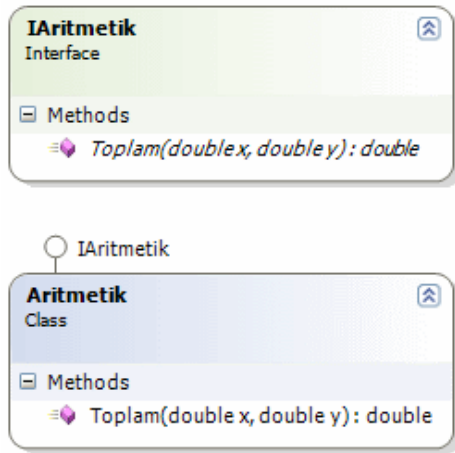 IAritmetik
Interface
Methods
Toplam(double x, double y) : double
IAritmetik
Aritmetik
Class
Methods
Toplam(double x, double y) : double